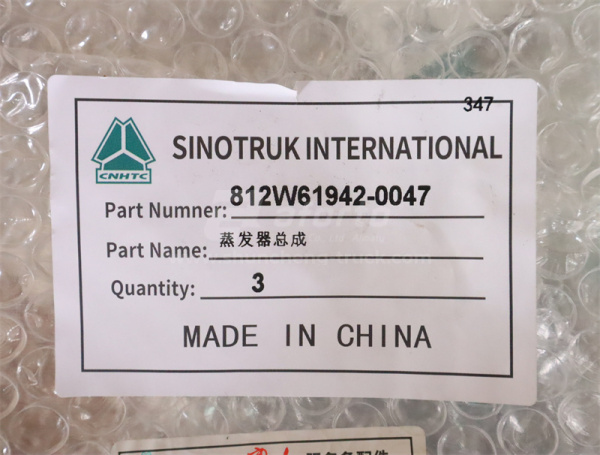 347
CNHTC
SINOTRUK INTERNATIONAL
Part Numner: 812W61942-0047
Part Name: 蒸发器总成
Quantity: 3
MADE IN CHINA